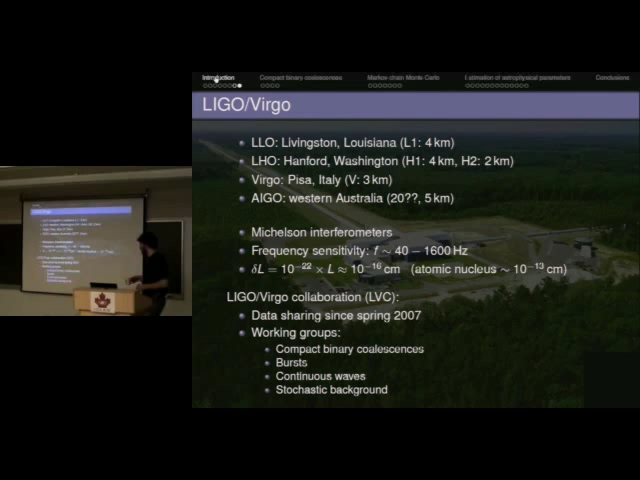 Introduction
Compact binary coalescences
Markov-chain Monte Carlo
Estimation of astrophysical parameters
Conclusions
LIGO/Virgo
LLO: Livingston, Louisiana (L1: 4 km)
LHO: Hanford, Washington (H1: 4 km, H2: 2 km)
Virgo: Pisa, Italy (V: 3 km)
AIGO: western Australia (20??, 5 km)
Michelson interferometers
Frequency sensitivity: f ∼ 40 − 1600 Hz
δL = 10⁻²² × L ≈ 10⁻¹⁶ cm (atomic nucleus ∼ 10⁻¹³ cm)
LIGO/Virgo collaboration (LVC):
Data sharing since spring 2007
Working groups:
Compact binary coalescences
Bursts
Continuous waves
Stochastic background